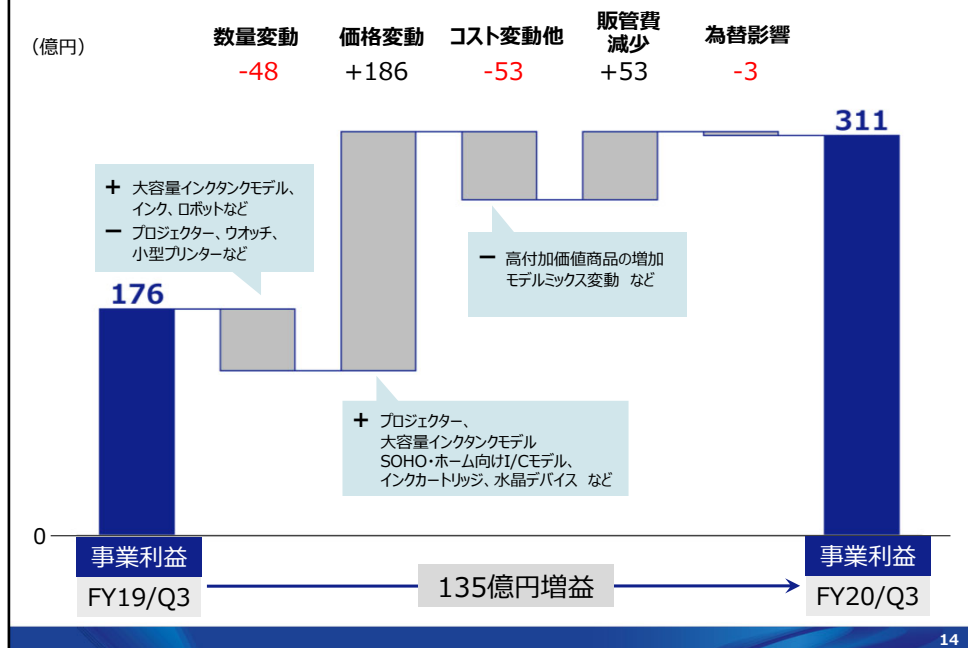 （億円）
数量変動
-48
価格変動
+186
コスト変動他
-53
販管費
減少
+53
為替影響
-3
311
+ 大容量インクタンクモデル、
インク、ロボットなど
− プロジェクター、ウオッチ、
小型プリンターなど
− 高付加価値商品の増加
モデルミックス変動 など
176
+ プロジェクター、
大容量インクタンクモデル
SOHO・ホーム向けI/Cモデル、
インクカートリッジ、水晶デバイス など
0
事業利益
FY19/Q3
135億円増益
事業利益
FY20/Q3
14